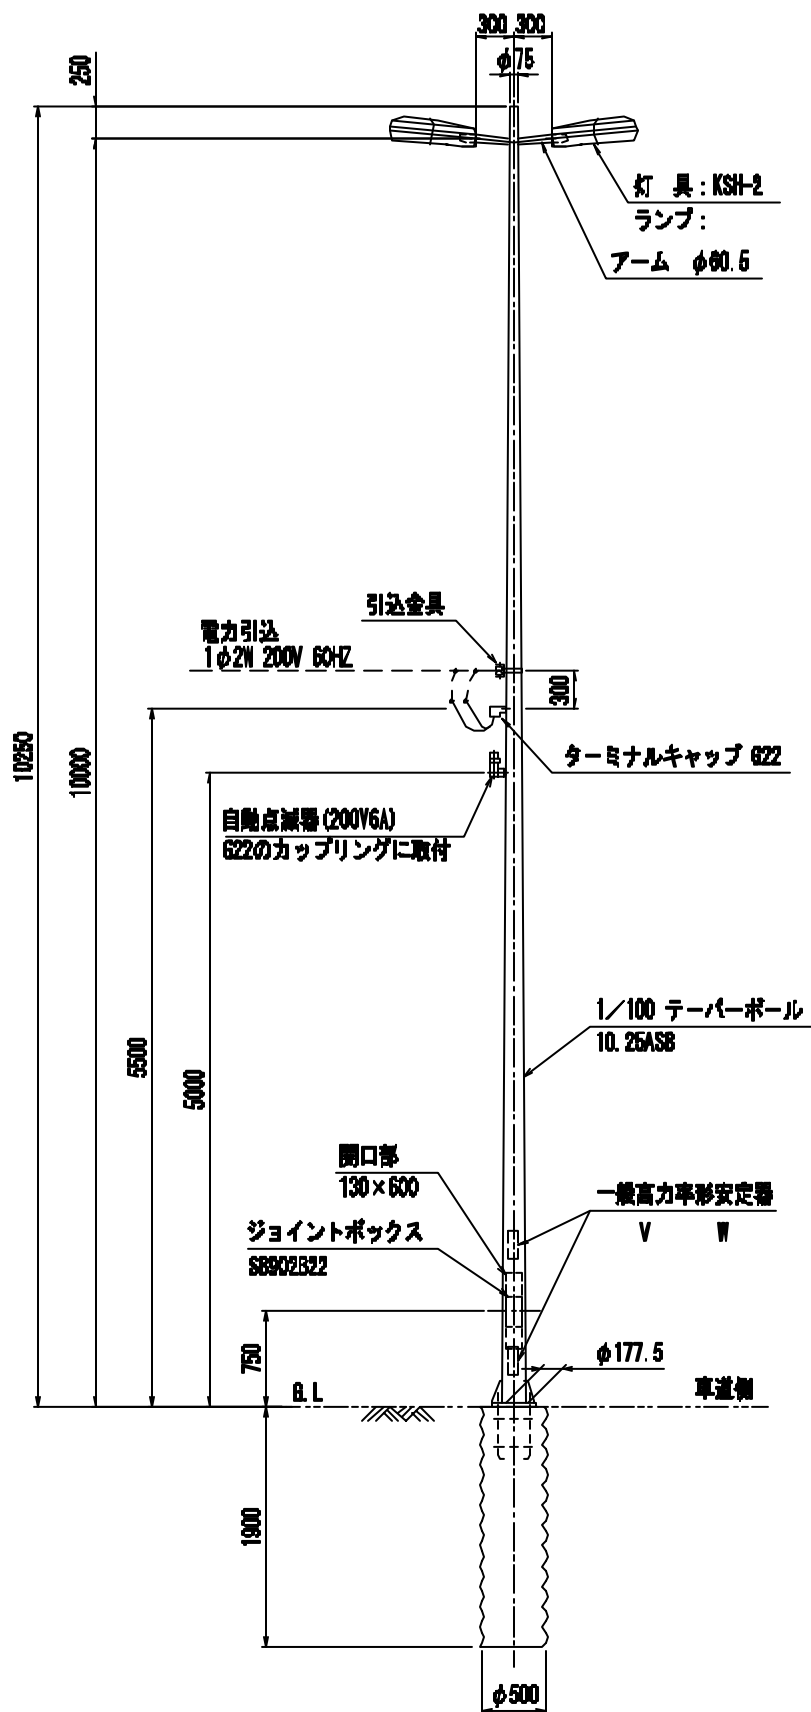 300 300
φ75
250
灯 具:KSH-2
ランプ:
アーム φ60.5
引込金具
電力引込
1φ2W 200V 60HZ
300
10250
10000
ターミナルキャップ G22
自動点滅器(200V6A)
G22のカップリングに取付
1/100 テーパーポール
10.25AS8
5500
5000
開口部
130×600
一般高力率形安定器
V W
ジョイントボックス
SB902B22
750
φ177.5
G.L
車道側
1900
φ500